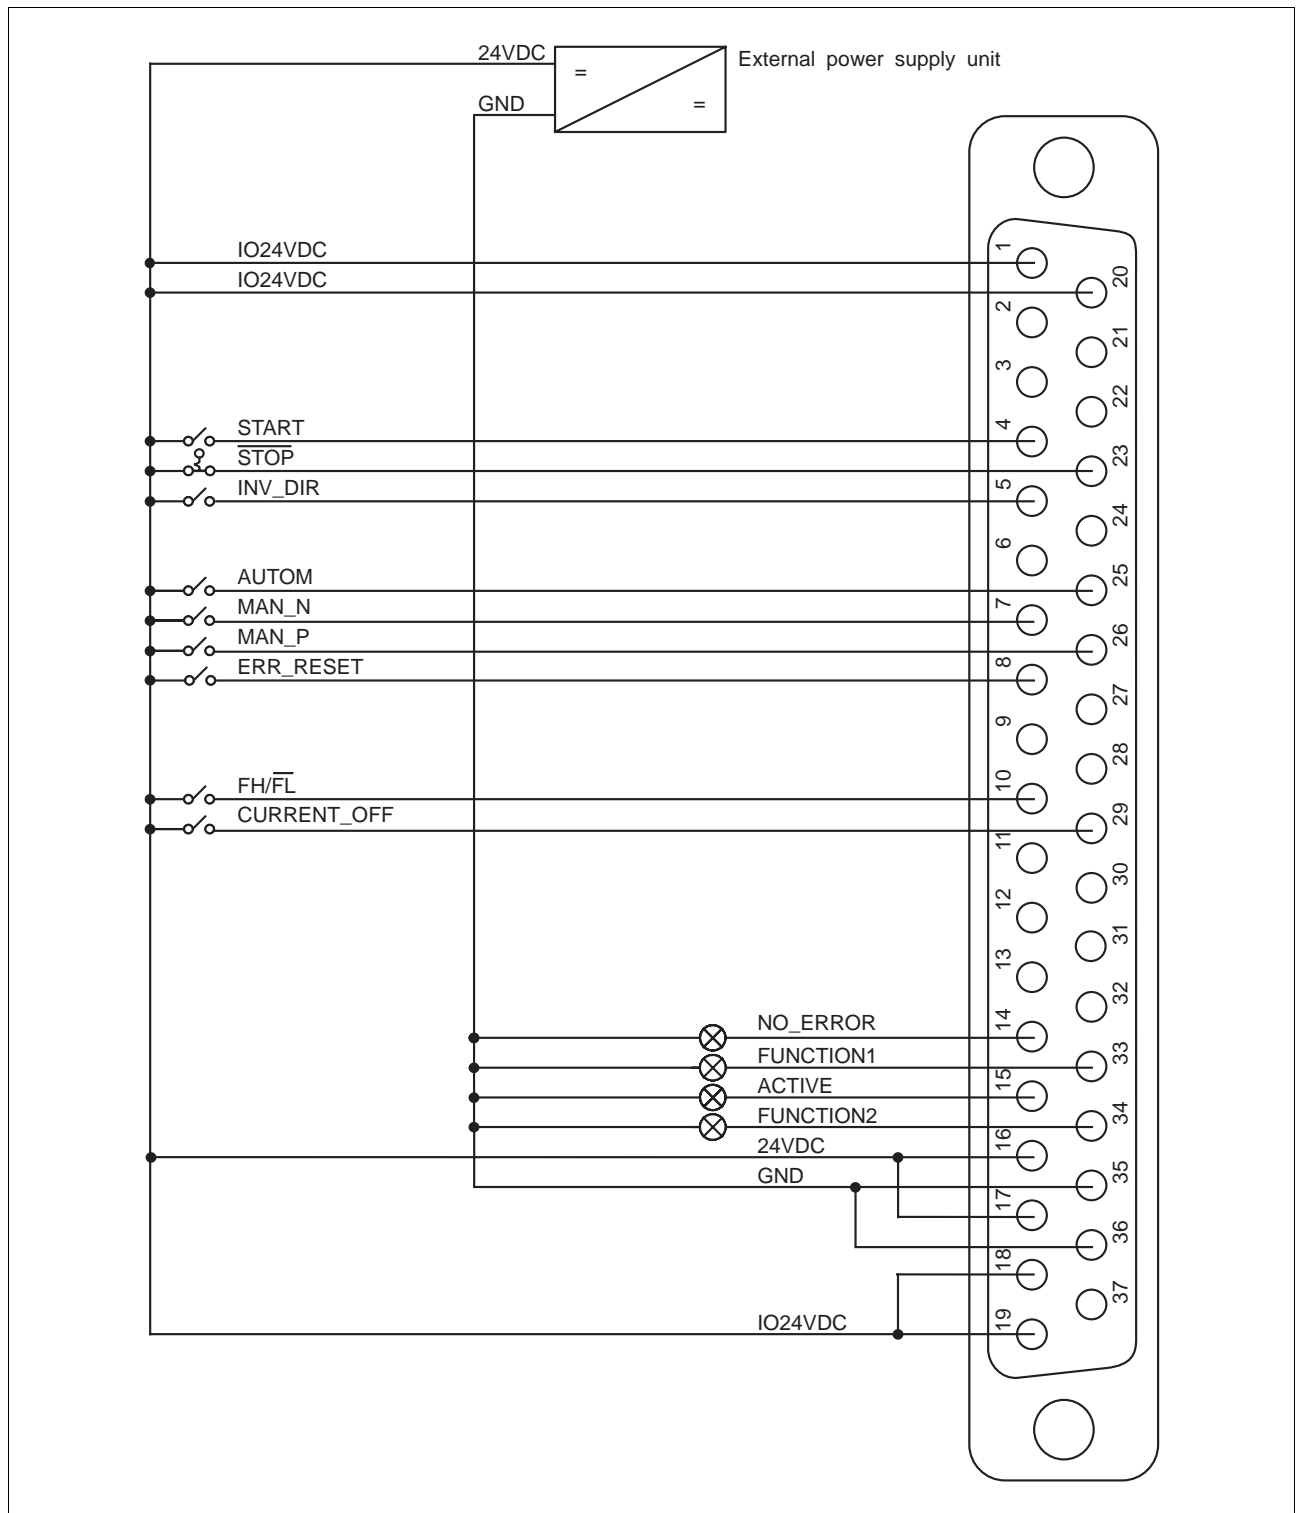 24VDC
External power supply unit
=
GND
=
IO24VDC
IO24VDC
START
STOP
INV_DIR
AUTOM
MAN_N
MAN_P
ERR_RESET
FH/FL
CURRENT_OFF
NO_ERROR
FUNCTION1
ACTIVE
FUNCTION2
24VDC
GND
IO24VDC
1
20
2
21
3
22
4
23
5
24
6
25
7
26
8
27
9
28
10
29
11
30
12
31
13
32
14
33
15
34
16
35
17
36
18
37
19